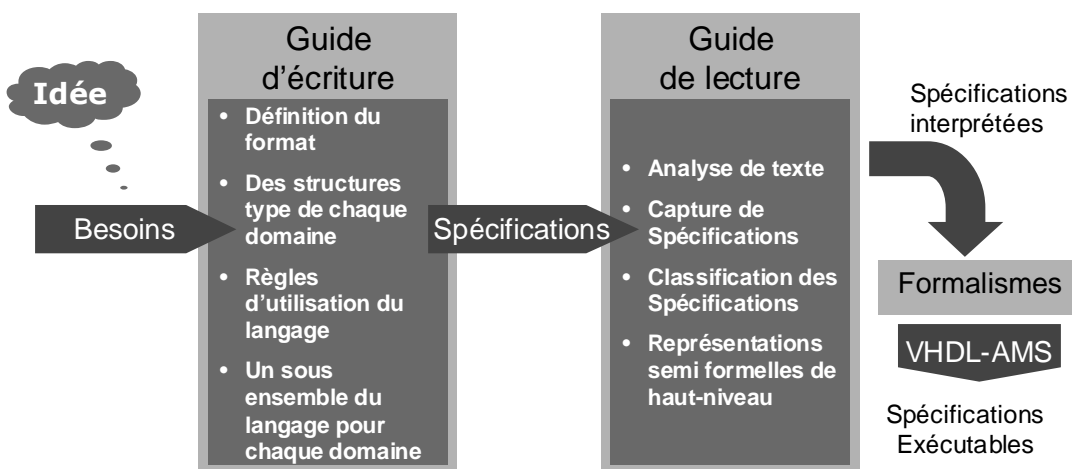 Idée
Besoins
Guide
d’écriture
• Définition du
format
• Des structures
type de chaque
domaine
• Règles
d’utilisation du
langage
• Un sous
ensemble du
langage pour
chaque domaine
Spécifications
Guide
de lecture
• Analyse de texte
• Capture de
Spécifications
• Classification des
Spécifications
• Représentations
semi formelles de
haut-niveau
Spécifications
interprétées
Formalismes
VHDL-AMS
Spécifications
Exécutables